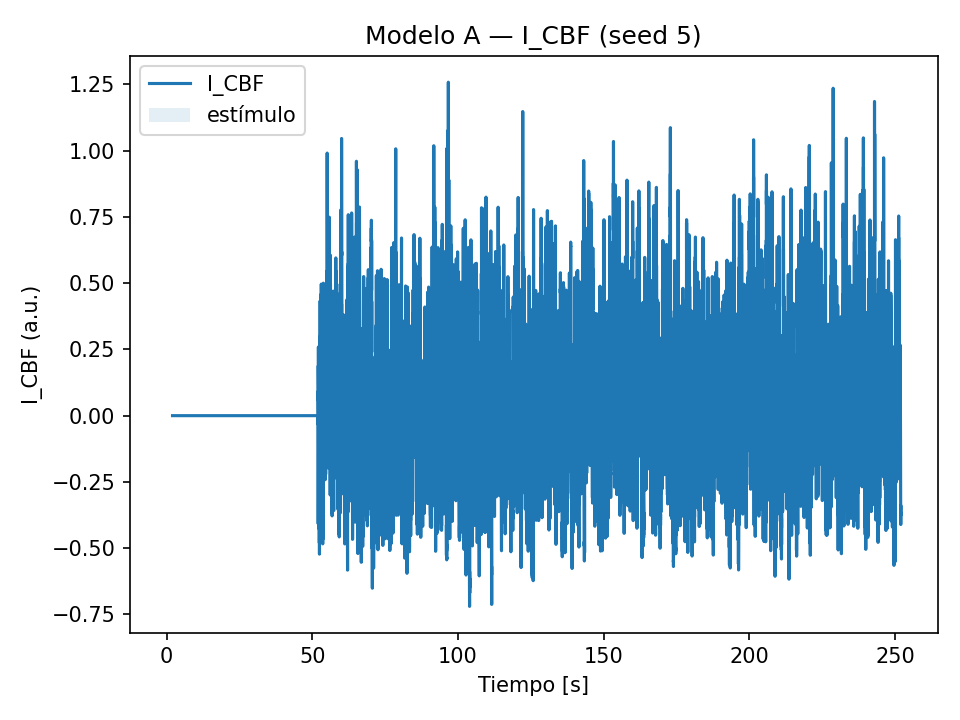 Modelo A — I_CBF (seed 5)
I_CBF
estímulo
1.25
1.00
0.75
0.50
0.25
0.00
−0.25
−0.50
−0.75
I_CBF (a.u.)
0 50 100 150 200 250
Tiempo [s]